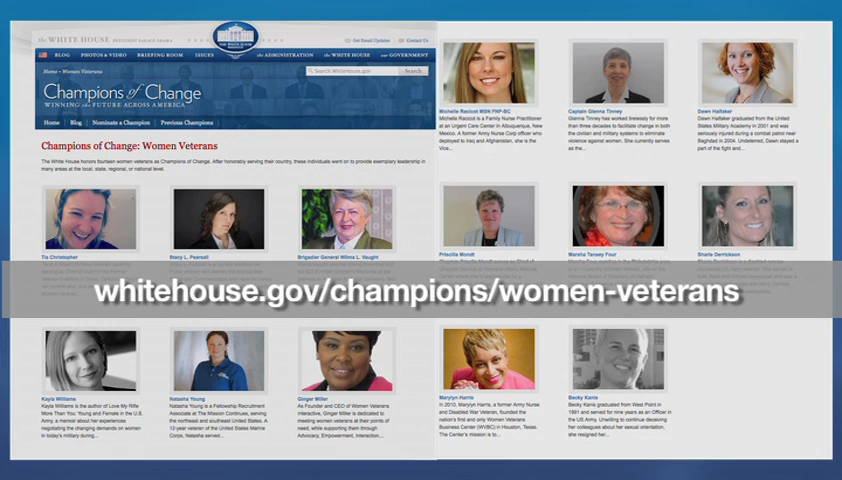 the WHITE HOUSE PRESIDENT BARACK OBAMA
Get Email Updates Contact Us
THE WHITE HOUSE
BLOG PHOTOS & VIDEO BRIEFING ROOM ISSUES the ADMINISTRATION the WHITE HOUSE our GOVERNMENT
Home • Women Veterans
Search WhiteHouse.gov Search
Champions of Change
WINNING the FUTURE ACROSS AMERICA
Home Blog Nominate a Champion Previous Champions
Champions of Change: Women Veterans
The White House honors fourteen women veterans as Champions of Change. After honorably serving their country, these individuals went on to provide exemplary leadership in
many areas at the local, state, regional, or national level.
Tia Christopher
Stacy L. Pearsall
Brigadier General Wilma L. Vaught
Kayla Williams
Kayla Williams is the author of Love My Rifle
More Than You: Young and Female in the U.S.
Army, a memoir about her experiences
negotiating the changing demands on women
in today's military during...
Natasha Young
Natasha Young is a Fellowship Recruitment
Associate at The Mission Continues, serving
the northeast and southeast United States. A
12-year veteran of the United States Marine
Corps, Natasha served...
Ginger Miller
As Founder and CEO of Women Veterans
Interactive, Ginger Miller is dedicated to
meeting women veterans at their points of
need, while supporting them through
Advocacy, Empowerment, Interaction,...
Michelle Racicot MSN FNP-BC
Michelle Racicot is a Family Nurse Practitioner
at an Urgent Care Center in Albuquerque, New
Mexico. A former Army Nurse Corp officer who
deployed to Iraq and Afghanistan, she is the
Vice...
Captain Glenna Tinney
Glenna Tinney has worked tirelessly for more
than three decades to facilitate change in both
the civilian and military systems to eliminate
violence against women. She currently serves
as the...
Dawn Halfaker
Dawn Halfaker graduated from the United
States Military Academy in 2001 and was
seriously injured during a combat patrol near
Baghdad in 2004. Undeterred, Dawn stayed a
part of the fight and...
Priscilla Mondt
Marsha Tansey Four
Sharis Derrickson
whitehouse.gov/champions/women-veterans
Marylyn Harris
In 2010, Marylyn Harris, a former Army Nurse
and Disabled War Veteran, founded the
nation's first and only Women Veterans
Business Center (WVBC) in Houston, Texas.
The Center's mission is to...
Becky Kanis
Becky Kanis graduated from West Point in
1991 and served for nine years as an Officer in
the US Army. Unwilling to continue deceiving
her colleagues about her sexual orientation,
she resigned her...